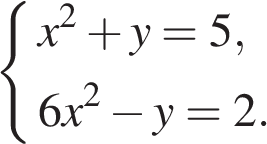 x² + y = 5,
6x² − y = 2.